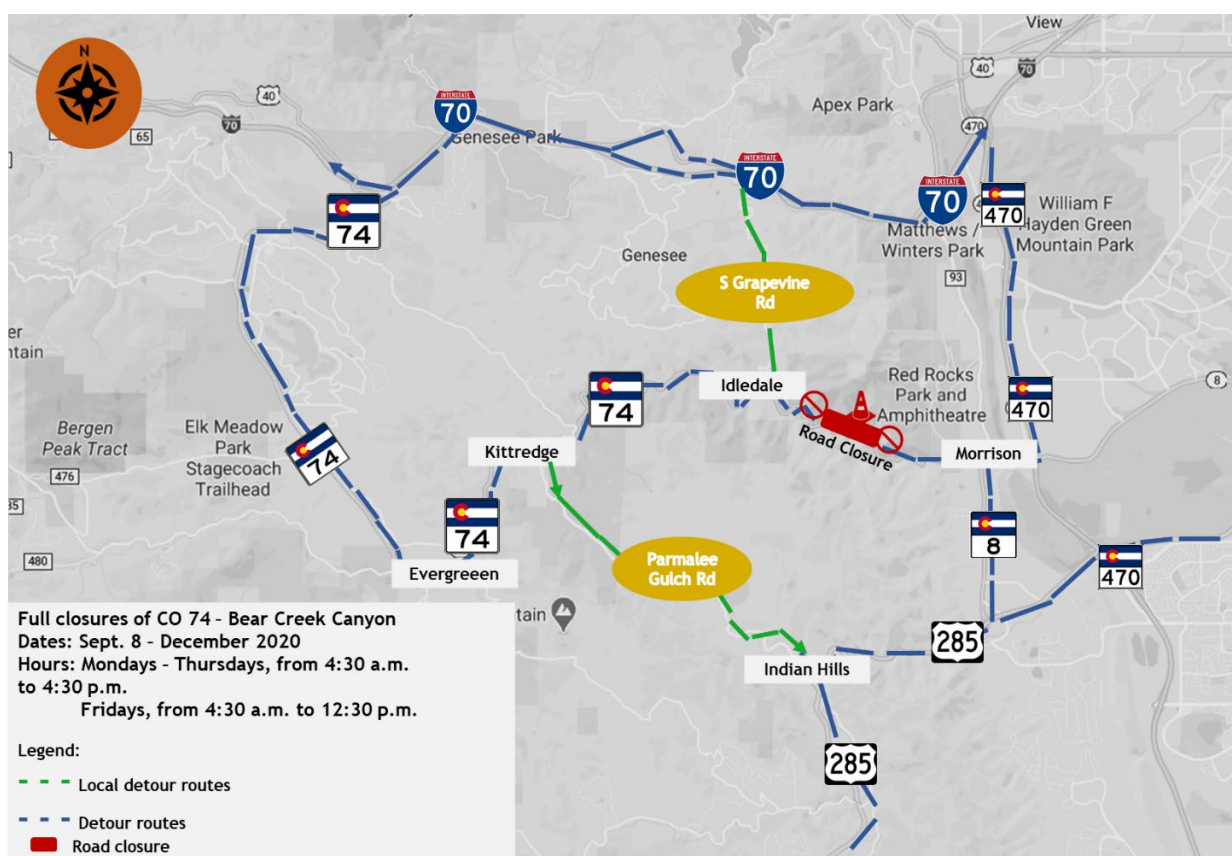 View
N
40
70
INTERSTATE
70
40
70
Apex Park
470
65
Genesee Park
INTERSTATE
70
INTERSTATE
70
470
74
William F
Hayden Green
Mountain Park
Matthews /
Winters Park
Genesee
93
S Grapevine
Rd
ntain
8
Idledale
74
Red Rocks
Park and
Amphitheatre
470
Road Closure
Bergen
Peak Tract
Elk Meadow
Park
Stagecoach
Trailhead
74
Kittredge
Morrison
476
74
8
480
Evergreeen
Parmalee
Gulch Rd
470
tain
285
Indian Hills
285
Full closures of CO 74 - Bear Creek Canyon
Dates: Sept. 8 - December 2020
Hours: Mondays - Thursdays, from 4:30 a.m.
to 4:30 p.m.
Fridays, from 4:30 a.m. to 12:30 p.m.
Legend:
Local detour routes
Detour routes
Road closure